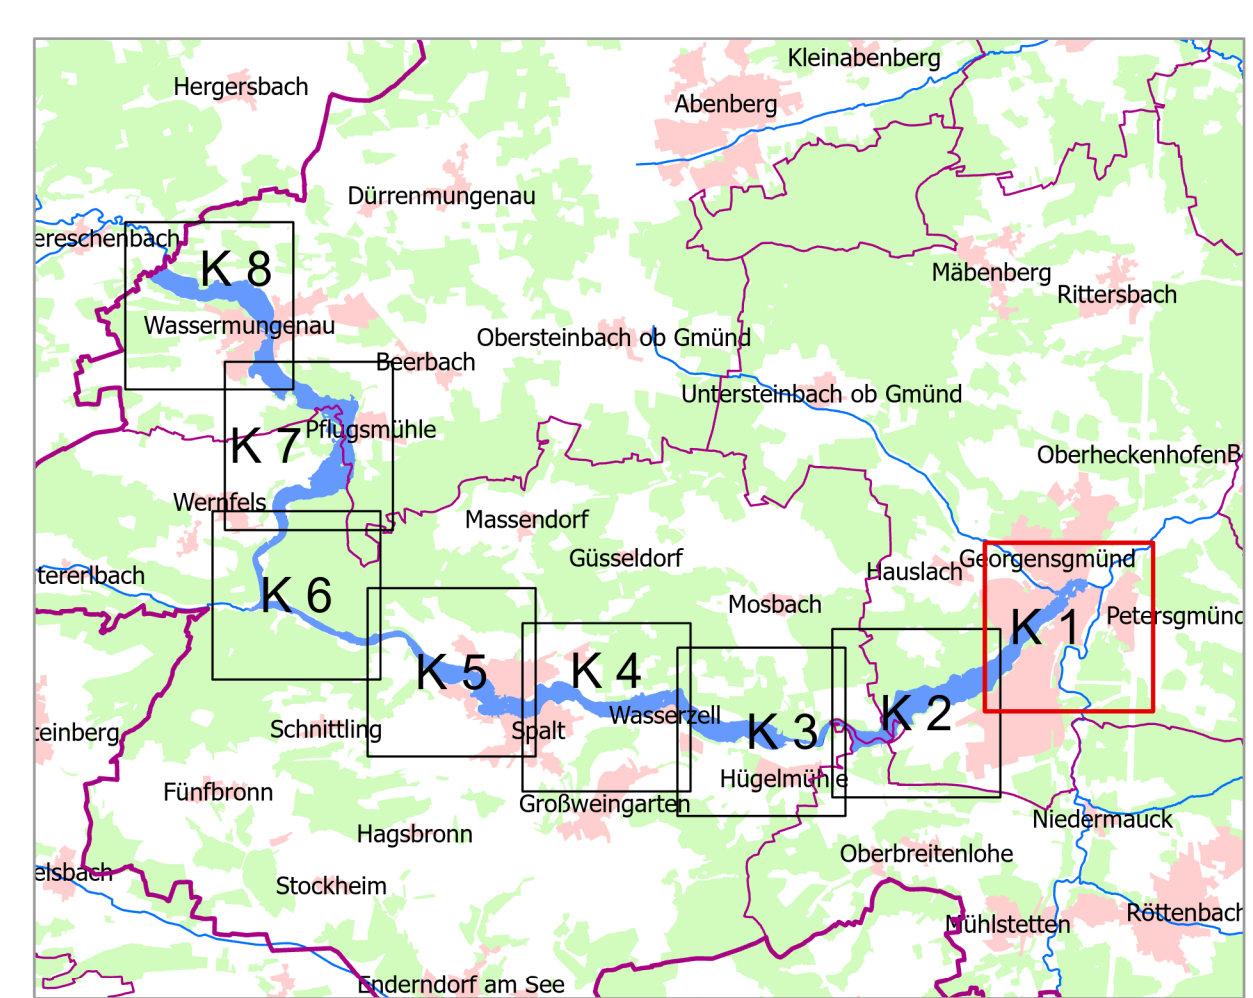 Kleinabenberg
Hergersbach
Abenberg
Dürrenmungenau
ereschenbach
K 8
Mäbenberg
Rittersbach
Wassermungenau
Obersteinbach ob Gmünd
Beerbach
Untersteinbach ob Gmünd
Pflugsmühle
K 7
OberheckenhofenB
Wernfels
Massendorf
Güsseldorf
Georgensgmünd
Hauslach
tererlbach
K 6
Mosbach
Petersgmünd
K 1
K 5
K 4
Wasserzell
K 2
Schnittling
Spalt
K 3
teinberg
Hügelmühle
Fünfbronn
Großweingarten
Niedermauck
Hagsbronn
Oberbreitenlohe
elsbach
Stockheim
Röttenbach
Mühlstetten
Enderndorf am See